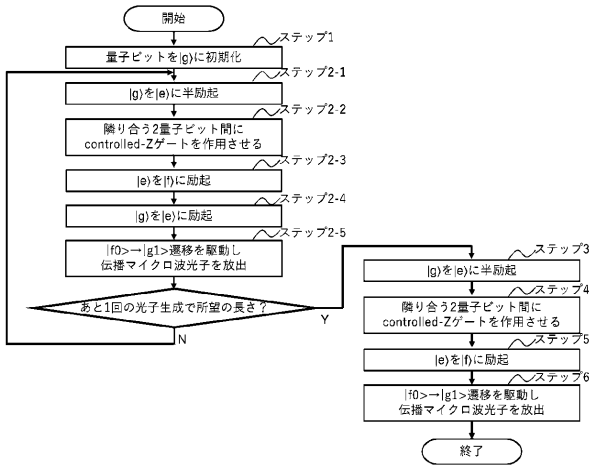 開始
ステップ1
量子ビットを|g⟩に初期化
ステップ2-1
|g⟩を|e⟩に半励起
ステップ2-2
隣り合う2量子ビット間に
controlled-Zゲートを作用させる
ステップ2-3
|e⟩を|f⟩に励起
ステップ2-4
|g⟩を|e⟩に励起
ステップ2-5
|f0>→|g1>遷移を駆動し
伝播マイクロ波光子を放出
あと1回の光子生成で所望の長さ？
Y
N
ステップ3
|g⟩を|e⟩に半励起
ステップ4
隣り合う2量子ビット間に
controlled-Zゲートを作用させる
ステップ5
|e⟩を|f⟩に励起
ステップ6
|f0>→|g1>遷移を駆動し
伝播マイクロ波光子を放出
終了